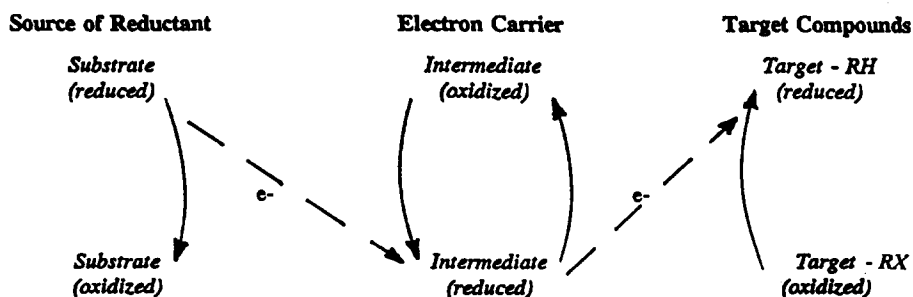 Source of Reductant
Electron Carrier
Target Compounds
Substrate
(reduced)
Intermediate
(oxidized)
Target - RH
(reduced)
e-
e-
Substrate
(oxidized)
Intermediate
(reduced)
Target - RX
(oxidized)